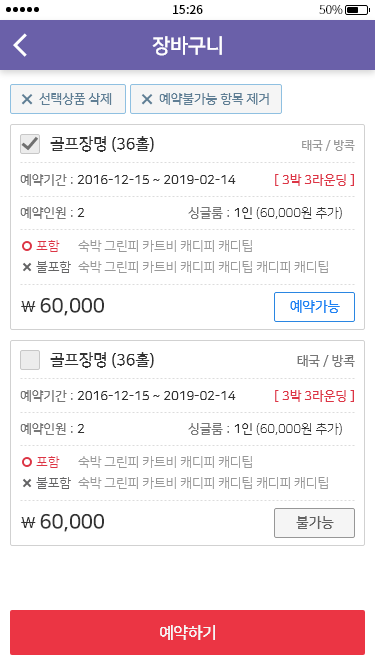 15:26
50%
장바구니
선택상품 삭제
예약불가능 항목 제거
골프장명 (36홀)
태국 / 방콕
예약기간 : 2016-12-15 ~ 2019-02-14
[ 3박 3라운딩 ]
예약인원 : 2
싱글룸 : 1인 (60,000원 추가)
포함 숙박 그린피 카트비 캐디피 캐디팁
불포함 숙박 그린피 카트비 캐디피 캐디팁 캐디피 캐디팁
₩ 60,000
예약가능
골프장명 (36홀)
태국 / 방콕
예약기간 : 2016-12-15 ~ 2019-02-14
[ 3박 3라운딩 ]
예약인원 : 2
싱글룸 : 1인 (60,000원 추가)
포함 숙박 그린피 카트비 캐디피 캐디팁
불포함 숙박 그린피 카트비 캐디피 캐디팁 캐디피 캐디팁
₩ 60,000
불가능
예약하기